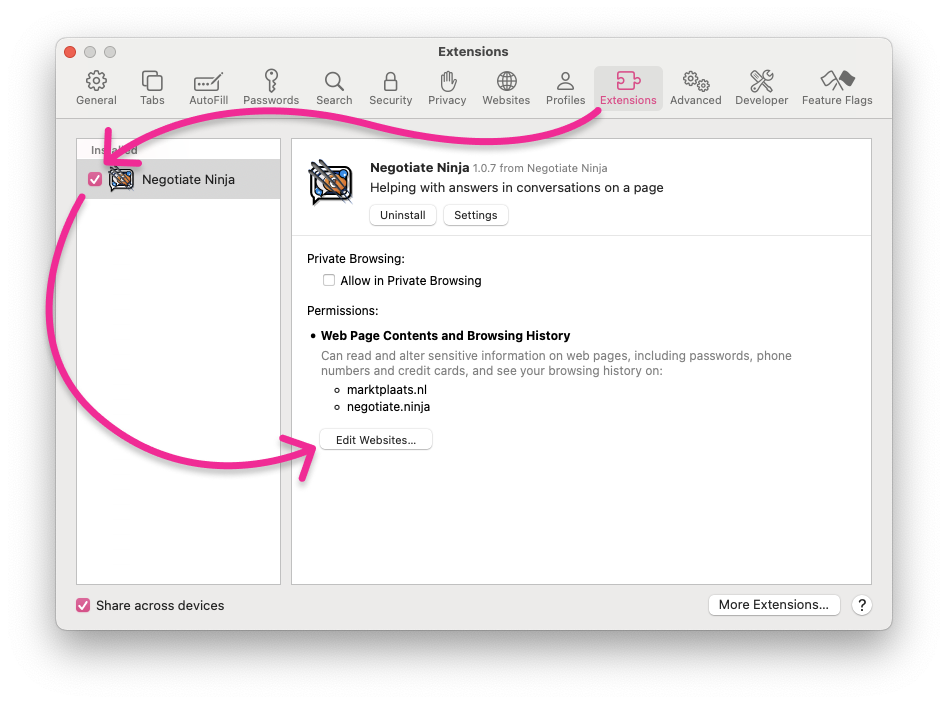 Extensions
General
Tabs
AutoFill
Passwords
Search
Security
Privacy
Websites
Profiles
Extensions
Advanced
Developer
Feature Flags
Installed
Negotiate Ninja
Negotiate Ninja 1.0.7 from Negotiate Ninja
Helping with answers in conversations on a page
Uninstall
Settings
Private Browsing:
Allow in Private Browsing
Permissions:
• Web Page Contents and Browsing History
Can read and alter sensitive information on web pages, including passwords, phone
numbers and credit cards, and see your browsing history on:
marktplaats.nl
negotiate.ninja
Edit Websites...
Share across devices
More Extensions...
?